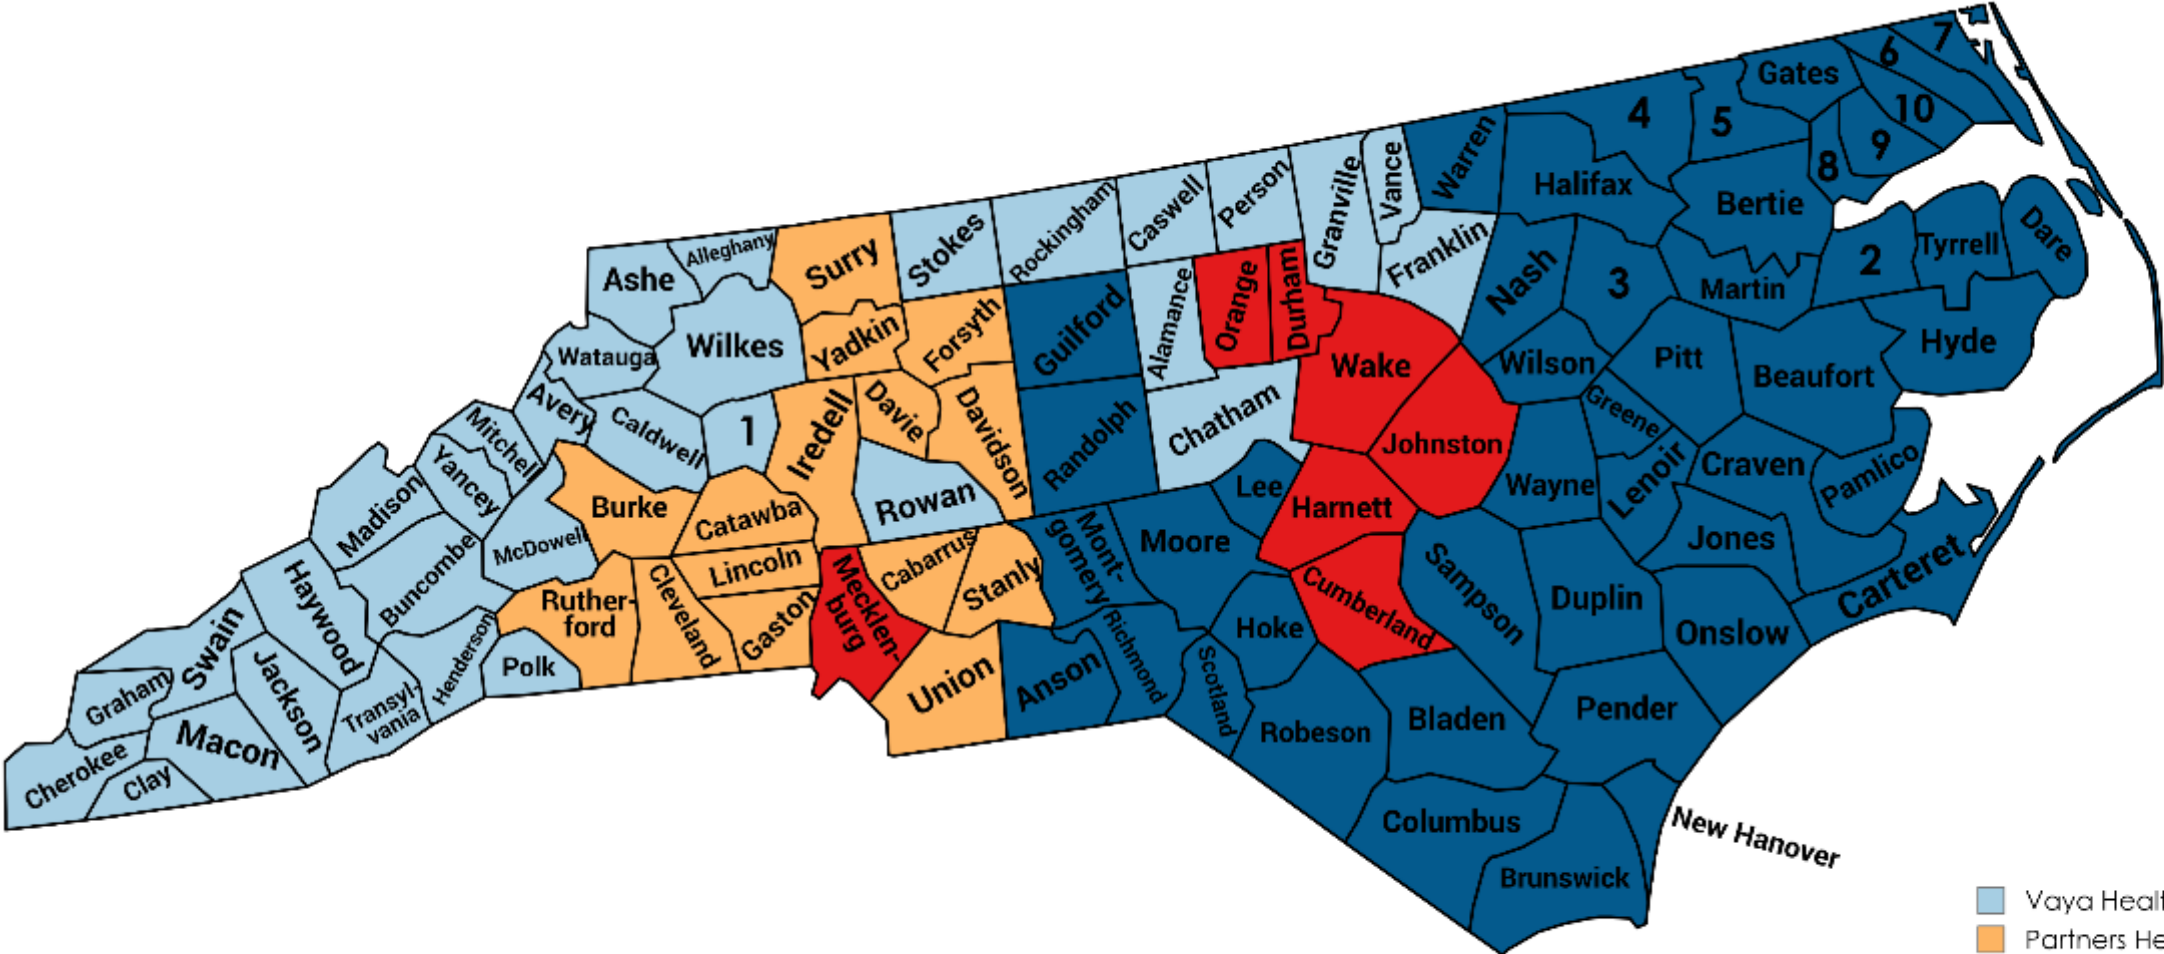 7
6
Gates
10
4
5
9
8
Warren
Vance
Halifax
Bertie
Person
Granville
Caswell
Rockingham
Stokes
Alleghany
Surry
Ashe
Franklin
Dare
Tyrrell
2
Nash
3
Martin
Orange
Durham
Alamance
Guilford
Forsyth
Yadkin
Wilkes
Watauga
Hyde
Wake
Wilson
Pitt
Beaufort
Greene
Avery
Caldwell
1
Iredell
Davie
Davidson
Randolph
Chatham
Johnston
Mitchell
Yancey
Madison
Burke
Catawba
Rowan
Lee
Harnett
Wayne
Lenoir
Craven
Pamlico
McDowell
Buncombe
Haywood
Lincoln
Cabarrus
Stanly
Mont-
gomery
Moore
Jones
Carteret
Sampson
Duplin
Onslow
Cumberland
Hoke
Mecklen-
burg
Gaston
Cleveland
Ruther-
ford
Polk
Henderson
Transyl-
vania
Swain
Jackson
Graham
Macon
Cherokee
Clay
Union
Anson
Richmond
Scotland
Robeson
Bladen
Pender
Columbus
New Hanover
Brunswick
Vaya Healt
Partners He